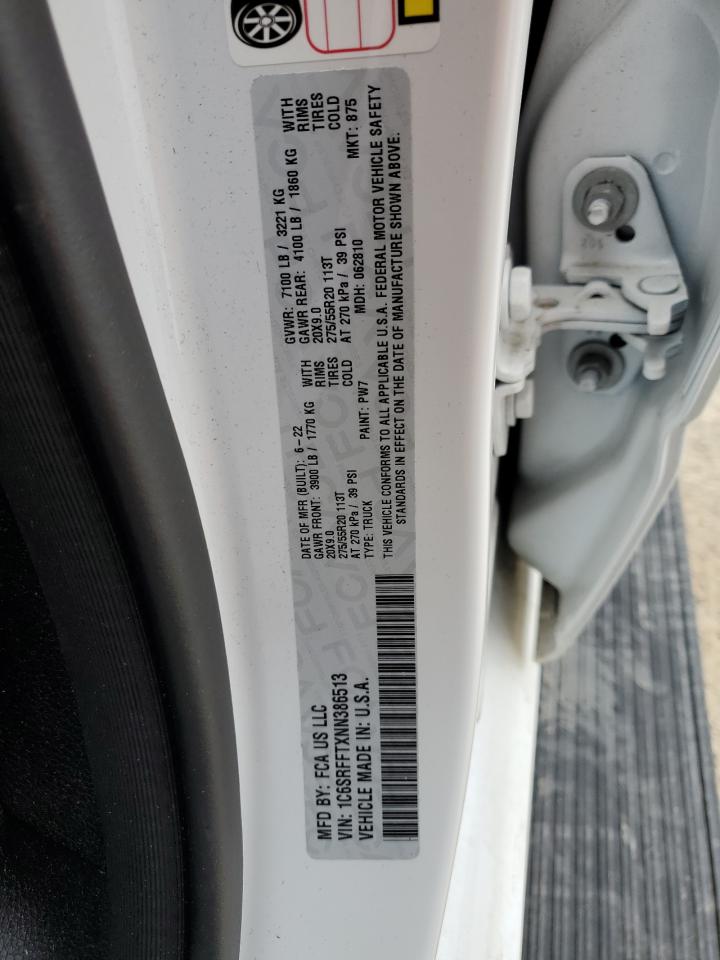 MFD BY: FCA US LLC
VIN: 1C6SRFFTXNN386513
VEHICLE MADE IN: U.S.A.
DATE OF MFR (BUILT): 6-22
GAWR FRONT: 3900 LB / 1770 KG WITH
20X9.0 RIMS
275/55R20 113T TIRES
AT 270 kPa / 39 PSI COLD
TYPE: TRUCK PAINT: PW7
GVWR: 7100 LB / 3221 KG
GAWR REAR: 4100 LB / 1860 KG WITH
20X9.0 RIMS
275/55R20 113T TIRES
AT 270 kPa / 39 PSI COLD
MDH: 062810 MKT: 875
THIS VEHICLE CONFORMS TO ALL APPLICABLE U.S.A. FEDERAL MOTOR VEHICLE SAFETY
STANDARDS IN EFFECT ON THE DATE OF MANUFACTURE SHOWN ABOVE.